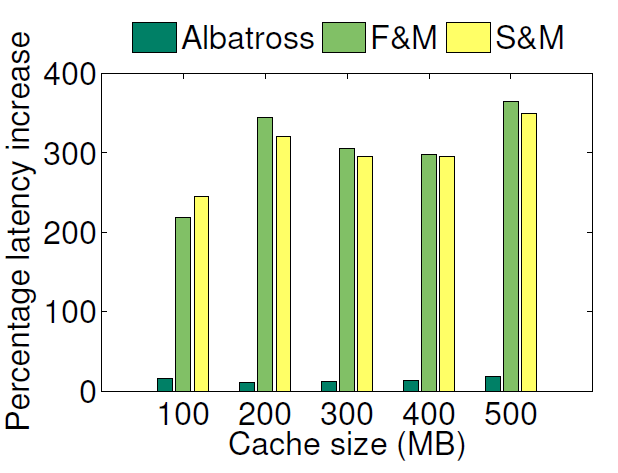 Albatross F&M S&M
Percentage latency increase
400
300
200
100
0
100 200 300 400 500
Cache size (MB)